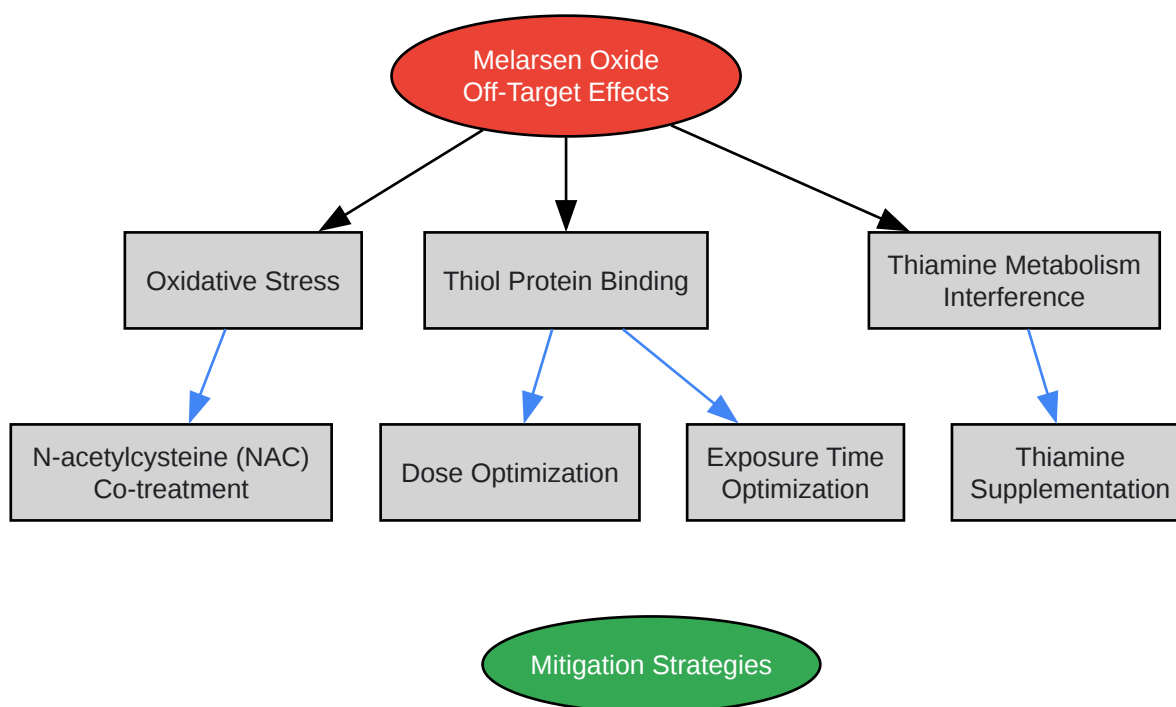 Melarsen Oxide
Off-Target Effects
Oxidative Stress
Thiol Protein Binding
Thiamine Metabolism
Interference
N-acetylcysteine (NAC)
Co-treatment
Dose Optimization
Exposure Time
Optimization
Thiamine
Supplementation
Mitigation Strategies